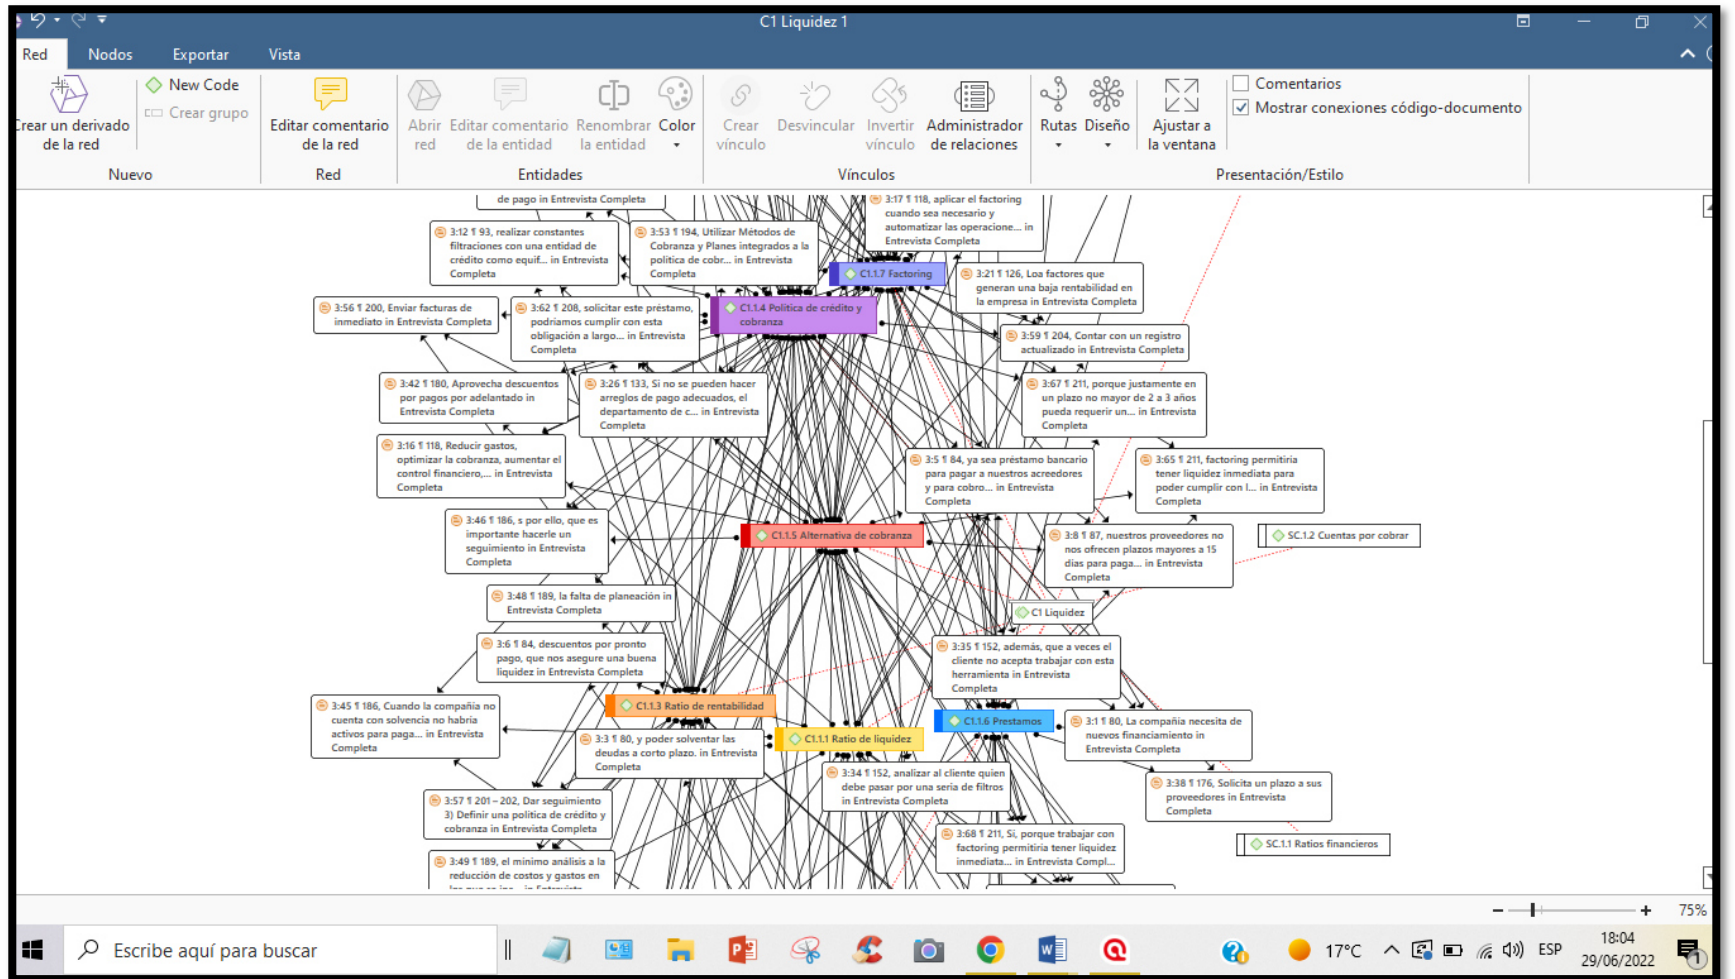 C1 Liquidez 1
Red
Nodos
Exportar
Vista
Crear un derivado
de la red
New Code
Crear grupo
Nuevo
Editar comentario
de la red
Red
Abrir
red
Editar comentario
de la entidad
Renombrar
la entidad
Color
Entidades
Crear
vínculo
Desvincular
Invertir
vínculo
Administrador
de relaciones
Vínculos
Rutas
Diseño
Ajustar a
la ventana
Comentarios
Mostrar conexiones código-documento
Presentación/Estilo
de pago in Entrevista Completa
3:17 ¶ 118, aplicar el factoring
cuando sea necesario y
automatizar las operacione... in
Entrevista Completa
3:12 ¶ 93, realizar constantes
filtraciones con una entidad de
crédito como equif... in Entrevista
Completa
3:53 ¶ 194, Utilizar Métodos de
Cobranza y Planes integrados a la
política de cobr... in Entrevista
Completa
C1.1.7 Factoring
3:21 ¶ 126, Loa factores que
generan una baja rentabilidad en
la empresa in Entrevista Completa
3:56 ¶ 200, Enviar facturas de
inmediato in Entrevista Completa
3:62 ¶ 208, solicitar este préstamo,
podríamos cumplir con esta
obligación a largo... in Entrevista
Completa
C1.1.4 Política de crédito y
cobranza
3:59 ¶ 204, Contar con un registro
actualizado in Entrevista Completa
3:42 ¶ 180, Aprovecha descuentos
por pagos por adelantado in
Entrevista Completa
3:26 ¶ 133, Si no se pueden hacer
arreglos de pago adecuados, el
departamento de c... in Entrevista
Completa
3:67 ¶ 211, porque justamente en
un plazo no mayor de 2 a 3 años
pueda requerir un... in Entrevista
Completa
3:16 ¶ 118, Reducir gastos,
optimizar la cobranza, aumentar el
control financiero,... in Entrevista
Completa
3:5 ¶ 84, ya sea préstamo bancario
para pagar a nuestros acreedores
y para cobro... in Entrevista
Completa
3:65 ¶ 211, factoring permitiría
tener liquidez inmediata para
poder cumplir con l... in Entrevista
Completa
3:46 ¶ 186, s por ello, que es
importante hacerle un
seguimiento in Entrevista
Completa
C1.1.5 Alternativa de cobranza
3:8 ¶ 87, nuestros proveedores no
nos ofrecen plazos mayores a 15
días para paga... in Entrevista
Completa
SC.1.2 Cuentas por cobrar
3:48 ¶ 189, la falta de planeación in
Entrevista Completa
C1 Liquidez
3:6 ¶ 84, descuentos por pronto
pago, que nos asegure una buena
liquidez in Entrevista Completa
3:35 ¶ 152, además, que a veces el
cliente no acepta trabajar con esta
herramienta in Entrevista
Completa
3:45 ¶ 186, Cuando la compañía no
cuenta con solvencia no habría
activos para paga... in Entrevista
Completa
C1.1.3 Ratio de rentabilidad
C1.1.6 Prestamos
3:1 ¶ 80, La compañía necesita de
nuevos financiamiento in
Entrevista Completa
3:3 ¶ 80, y poder solventar las
deudas a corto plazo. in Entrevista
Completa
C1.1.1 Ratio de liquidez
3:34 ¶ 152, analizar al cliente quien
debe pasar por una seria de filtros
in Entrevista Completa
3:38 ¶ 176, Solicita un plazo a sus
proveedores in Entrevista
Completa
3:57 ¶ 201 – 202, Dar seguimiento
3) Definir una política de crédito y
cobranza in Entrevista Completa
3:68 ¶ 211, Sí, porque trabajar con
factoring permitiría tener liquidez
inmediata... in Entrevista Compl...
SC.1.1 Ratios financieros
3:49 ¶ 189, el mínimo análisis a la
reducción de costos y gastos en
75%
Escribe aquí para buscar
17°C
ESP
18:04
29/06/2022
1